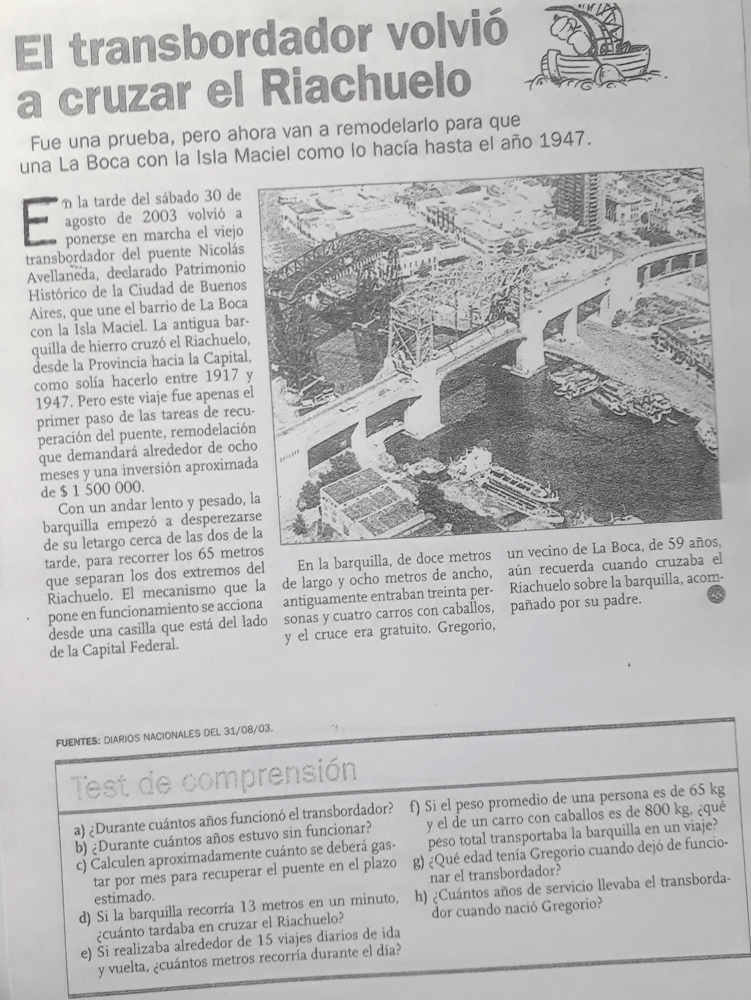 El transbordador volvió
a cruzar el Riachuelo
Fue una prueba, pero ahora van a remodelarlo para que
una La Boca con la Isla Maciel como lo hacía hasta el año 1947.
En la tarde del sábado 30 de
agosto de 2003 volvió a
ponerse en marcha el viejo
transbordador del puente Nicolás
Avellaneda, declarado Patrimonio
Histórico de la Ciudad de Buenos
Aires, que une el barrio de La Boca
con la Isla Maciel. La antigua bar-
quilla de hierro cruzó el Riachuelo,
desde la Provincia hacia la Capital,
como solía hacerlo entre 1917 y
1947. Pero este viaje fue apenas el
primer paso de las tareas de recu-
peración del puente, remodelación
que demandará alrededor de ocho
meses y una inversión aproximada
de $ 1 500 000.
Con un andar lento y pesado, la
barquilla empezó a desperezarse
de su letargo cerca de las dos de la
tarde, para recorrer los 65 metros
que separan los dos extremos del
Riachuelo. El mecanismo que la
pone en funcionamiento se acciona
desde una casilla que está del lado
de la Capital Federal.
En la barquilla, de doce metros
de largo y ocho metros de ancho,
antiguamente entraban treinta per-
sonas y cuatro carros con caballos,
y el cruce era gratuito. Gregorio,
un vecino de La Boca, de 59 años,
aún recuerda cuando cruzaba el
Riachuelo sobre la barquilla, acom-
pañado por su padre.
FUENTES: DIARIOS NACIONALES DEL 31/08/03.
Test de comprensión
a) ¿Durante cuántos años funcionó el transbordador?
b) ¿Durante cuántos años estuvo sin funcionar?
c) Calculen aproximadamente cuánto se deberá gas-
tar por mes para recuperar el puente en el plazo
estimado.
d) Si la barquilla recorría 13 metros en un minuto,
¿cuánto tardaba en cruzar el Riachuelo?
e) Si realizaba alrededor de 15 viajes diarios de ida
y vuelta, ¿cuántos metros recorría durante el día?
f) Si el peso promedio de una persona es de 65 kg
y el de un carro con caballos es de 800 kg, ¿qué
peso total transportaba la barquilla en un viaje?
g) ¿Qué edad tenía Gregorio cuando dejó de funcio-
nar el transbordador?
h) ¿Cuántos años de servicio llevaba el transborda-
dor cuando nació Gregorio?